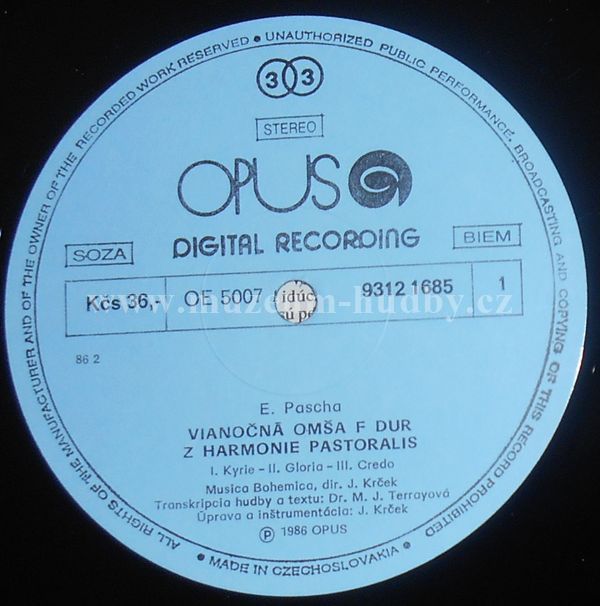 ALL RIGHTS OF THE MANUFACTURER AND OF THE OWNER OF THE RECORDED WORK RESERVED • UNAUTHORIZED PUBLIC PERFORMANCE, BROADCASTING AND COPYING OF THIS RECORD PROHIBITED • MADE IN CZECHOSLOVAKIA •
33
STEREO
OPUS
DIGITAL RECORDING
SOZA
BIEM
Kčs 36,- OE 5007 9312 1685 1
idúc
sú pe
www.muzeum-hudby.cz
86 2
E. Pascha
VIANOČNÁ OMŠA F DUR
Z HARMONIE PASTORALIS
I. Kyrie – II. Gloria – III. Credo
Musica Bohemica, dir. J. Krček
Transkripcia hudby a textu: Dr. M. J. Terrayová
Úprava a inštrumentácia: J. Krček
Ⓟ 1986 OPUS